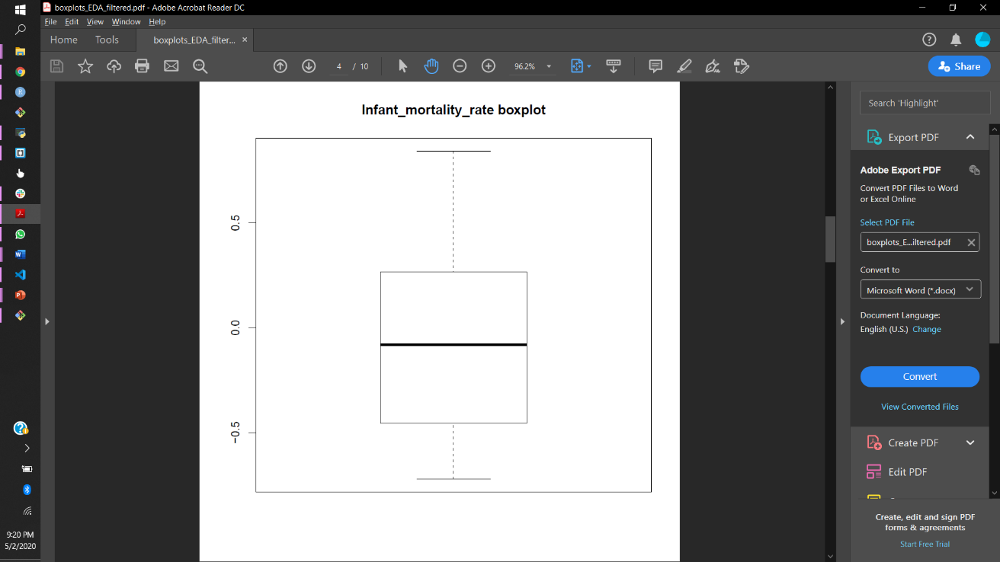 boxplots_EDA_filtered.pdf - Adobe Acrobat Reader DC
File Edit View Window Help
Home Tools boxplots_EDA_filter... ×
4 / 10 96.2% Share
Infant_mortality_rate boxplot
0.5
0.0
−0.5
Search 'Highlight'
Export PDF
Adobe Export PDF
Convert PDF Files to Word
or Excel Online
Select PDF File
boxplots_E...iltered.pdf
Convert to
Microsoft Word (*.docx)
Document Language:
English (U.S.) Change
Convert
View Converted Files
Create PDF
Edit PDF
Create, edit and sign PDF
forms & agreements
Start Free Trial
9:20 PM
5/2/2020